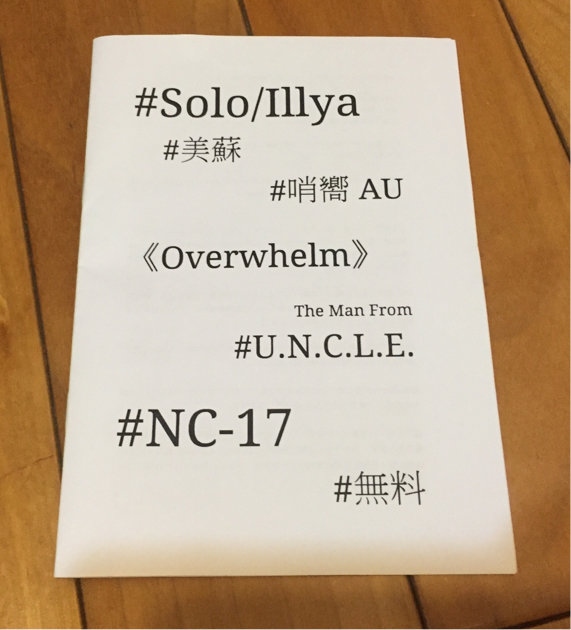 #Solo/Illya
#美蘇
#哨嚮 AU
《Overwhelm》
The Man From
#U.N.C.L.E.
#NC-17
#無料